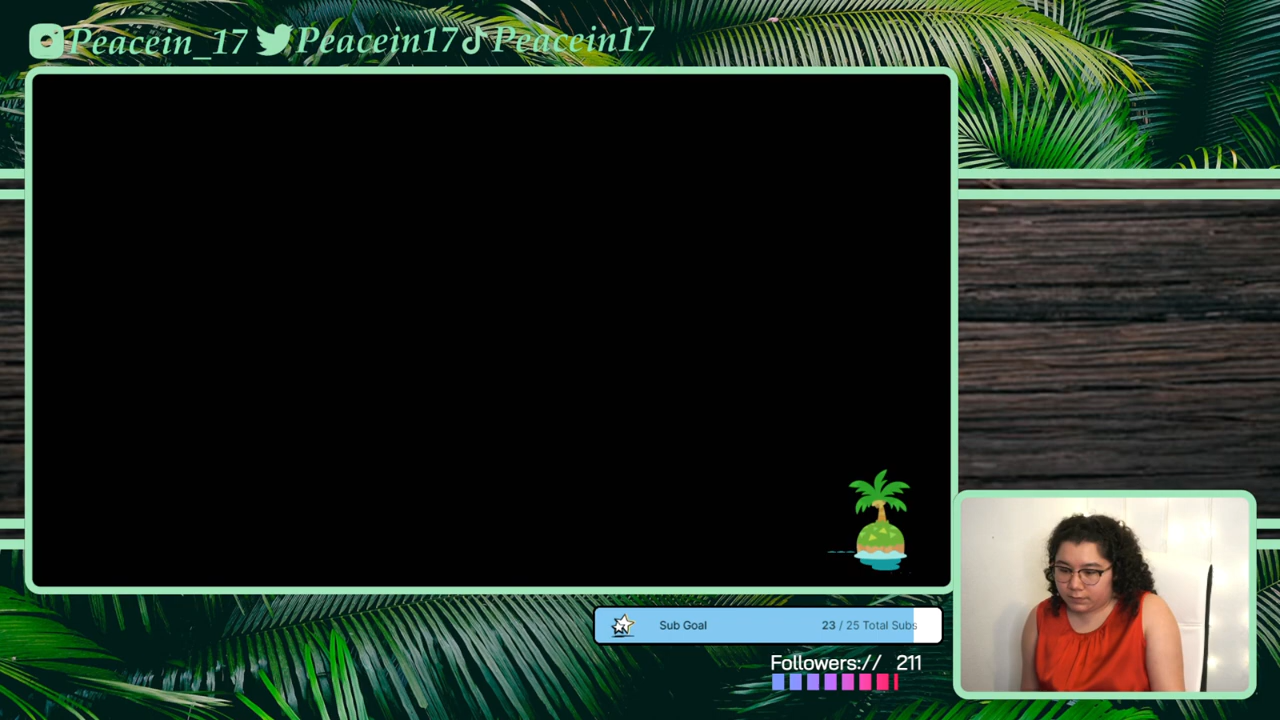 Peacein_17 Peacein17 Peacein17
Sub Goal 23 / 25 Total Subs
Followers:// 211